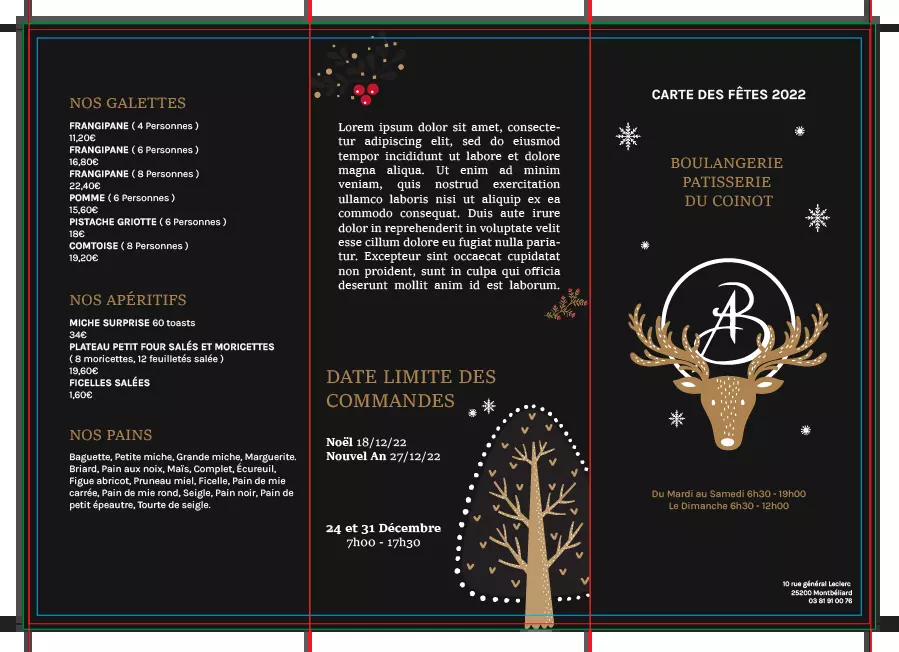 NOS GALETTES
FRANGIPANE ( 4 Personnes )
11,20€
FRANGIPANE ( 6 Personnes )
16,80€
FRANGIPANE ( 8 Personnes )
22,40€
POMME ( 6 Personnes )
15,60€
PISTACHE GRIOTTE ( 6 Personnes )
18€
COMTOISE ( 8 Personnes )
19,20€
NOS APÉRITIFS
MICHE SURPRISE 60 toasts
34€
PLATEAU PETIT FOUR SALÉS ET MORICETTES
( 8 moricettes, 12 feuilletés salée )
19,60€
FICELLES SALÉES
1,60€
NOS PAINS
Baguette, Petite miche, Grande miche, Marguerite.
Briard, Pain aux noix, Maïs, Complet, Écureuil,
Figue abricot, Pruneau miel, Ficelle, Pain de mie
carrée, Pain de mie rond, Seigle, Pain noir, Pain de
petit épeautre, Tourte de seigle.
Lorem ipsum dolor sit amet, consecte-
tur adipiscing elit, sed do eiusmod
tempor incididunt ut labore et dolore
magna aliqua. Ut enim ad minim
veniam, quis nostrud exercitation
ullamco laboris nisi ut aliquip ex ea
commodo consequat. Duis aute irure
dolor in reprehenderit in voluptate velit
esse cillum dolore eu fugiat nulla paria-
tur. Excepteur sint occaecat cupidatat
non proident, sunt in culpa qui officia
deserunt mollit anim id est laborum.
DATE LIMITE DES
COMMANDES
Noël 18/12/22
Nouvel An 27/12/22
24 et 31 Décembre
7h00 - 17h30
CARTE DES FÊTES 2022
BOULANGERIE
PATISSERIE
DU COINOT
AB
Du Mardi au Samedi 6h30 - 19h00
Le Dimanche 6h30 - 12h00
10 rue général Leclerc
25200 Montbéliard
03 81 91 00 76